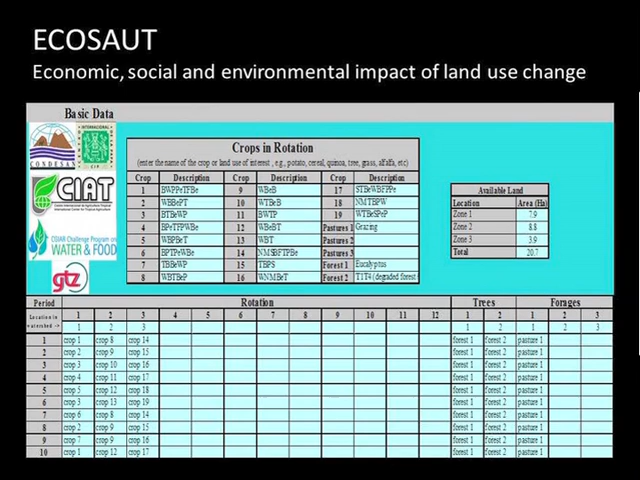 ECOSAUT
Economic, social and environmental impact of land use change
Basic Data
CONDESAN
INTERNACIONAL
CIP
CIAT
CGIAR Challenge Program on
WATER & FOOD
gtz
Crops in Rotation
(enter the name of the crop or land use of interest , e.g., potato, cereal, quinoa, tree, grass, alfalfa, etc)
Crop Description Crop Description Crop Description
1 BWPPeTFBe 9 WBeB 17 STBeWBFPPe
2 WBBePT 10 WTBeB 18 NMTBPW
3 BTBeWP 11 BWTP 19 WTBeSPeP
4 BPeTFPWBe 12 WBeBT Pastures 1 Grazing
5 WBPBeT 13 WBT Pastures 2
6 BPTPeWBe 14 NMSBFTPBe Pastures 3
7 TBBeWP 15 TBPS Forest 1 Eucalyptus
8 WBTBeP 16 WNMBeT Forest 2 T1T4 (degraded forest
Available Land
Location Area (Ha)
Zone 1 7.9
Zone 2 8.8
Zone 3 3.9
Total 20.7
Period Rotation Trees Forages
Location in watershed -> 1 2 3 4 5 6 7 8 9 10 11 12 1 2 1 2 3
1 2 3 1 2 1 2 3
1 crop 1 crop 8 crop 14 forest 1 forest 2 pasture 1
2 crop 2 crop 9 crop 15 forest 1 forest 2 pasture 1
3 crop 3 crop 10 crop 16 forest 1 forest 2 pasture 1
4 crop 4 crop 11 crop 17 forest 1 forest 2 pasture 1
5 crop 5 crop 12 crop 18 forest 1 forest 2 pasture 1
6 crop 3 crop 13 crop 19 forest 1 forest 2 pasture 1
7 crop 6 crop 8 crop 14 forest 1 forest 2 pasture 1
8 crop 2 crop 9 crop 15 forest 1 forest 2 pasture 1
9 crop 7 crop 9 crop 16 forest 1 forest 2 pasture 1
10 crop 1 crop 12 crop 17 forest 1 forest 2 pasture 1